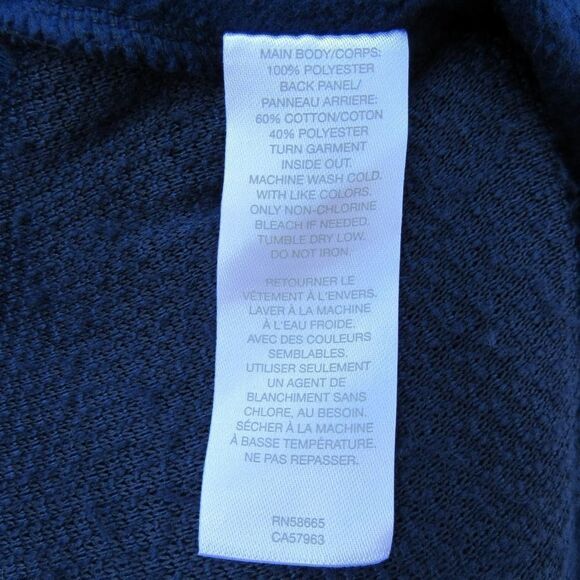 MAIN BODY/CORPS:
100% POLYESTER
BACK PANEL/
PANNEAU ARRIERE:
60% COTTON/COTON
40% POLYESTER
TURN GARMENT
INSIDE OUT.
MACHINE WASH COLD.
WITH LIKE COLORS.
ONLY NON-CHLORINE
BLEACH IF NEEDED.
TUMBLE DRY LOW.
DO NOT IRON.
RETOURNER LE
VÊTEMENT À L'ENVERS.
LAVER À LA MACHINE
À L'EAU FROIDE.
AVEC DES COULEURS
SEMBLABLES.
UTILISER SEULEMENT
UN AGENT DE
BLANCHIMENT SANS
CHLORE, AU BESOIN.
SÉCHER À LA MACHINE
À BASSE TEMPÉRATURE.
NE PAS REPASSER.
RN58665
CA57963